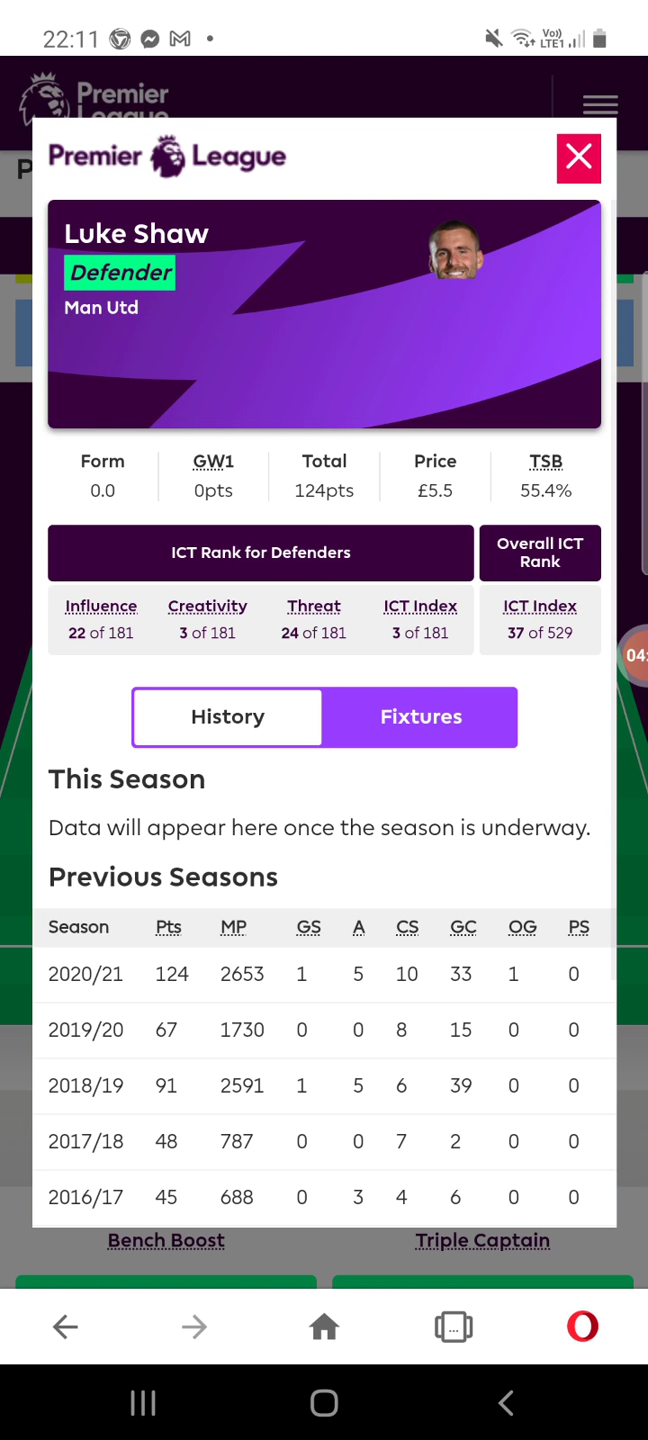 22:11
Vo)) LTE1
Premier
League
P
Premier League
Luke Shaw
Defender
Man Utd
Form GW1 Total Price TSB
0.0 0pts 124pts £5.5 55.4%
ICT Rank for Defenders
Overall ICT
Rank
Influence Creativity Threat ICT Index ICT Index
22 of 181 3 of 181 24 of 181 3 of 181 37 of 529
04:
History Fixtures
This Season
Data will appear here once the season is underway.
Previous Seasons
Season Pts MP GS A CS GC OG PS
2020/21 124 2653 1 5 10 33 1 0
2019/20 67 1730 0 0 8 15 0 0
2018/19 91 2591 1 5 6 39 0 0
2017/18 48 787 0 0 7 2 0 0
2016/17 45 688 0 3 4 6 0 0
Bench Boost Triple Captain